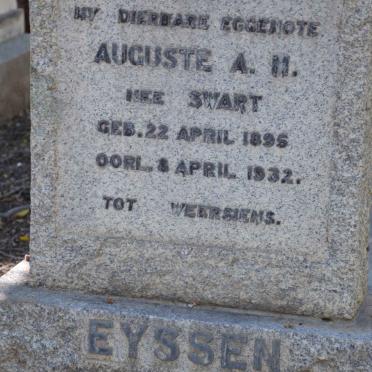 MY DIERBARE EGGENOTE
AUGUSTE A. H.
NEE SWART
GEB. 22 APRIL 1895
OORL. 8 APRIL 1932.
TOT WEERSIENS.
EYSSEN